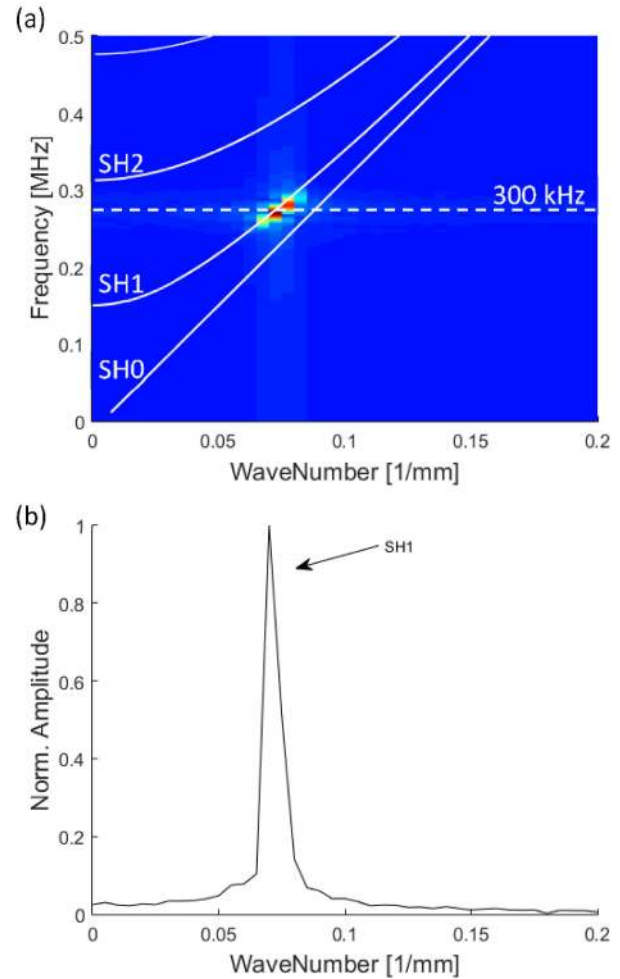 (a)
0.5
0.4
0.3
0.2
0.1
0
Frequency [MHz]
SH2
300 kHz
SH1
SH0
0
0.05
0.1
0.15
0.2
WaveNumber [1/mm]
(b)
1
0.8
0.6
0.4
0.2
0
Norm. Amplitude
SH1
0
0.05
0.1
0.15
0.2
WaveNumber [1/mm]